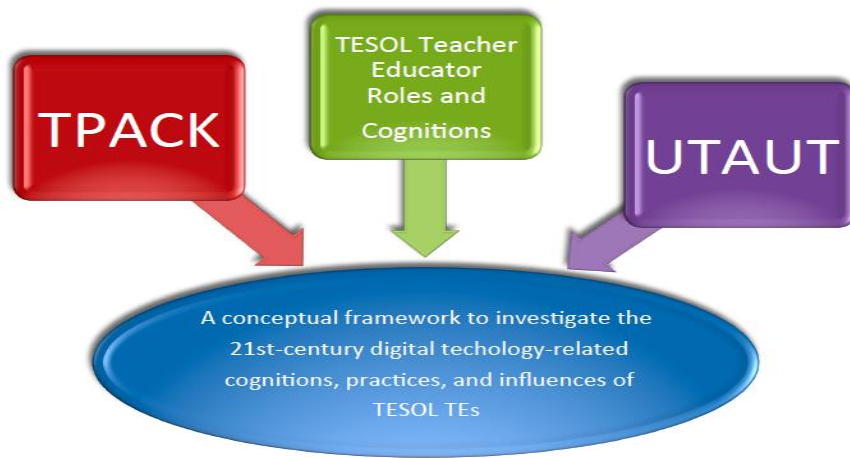 TPACK
TESOL Teacher
Educator
Roles and
Cognitions
UTAUT
A conceptual framework to investigate the
21st-century digital techology-related
cognitions, practices, and influences of
TESOL TEs